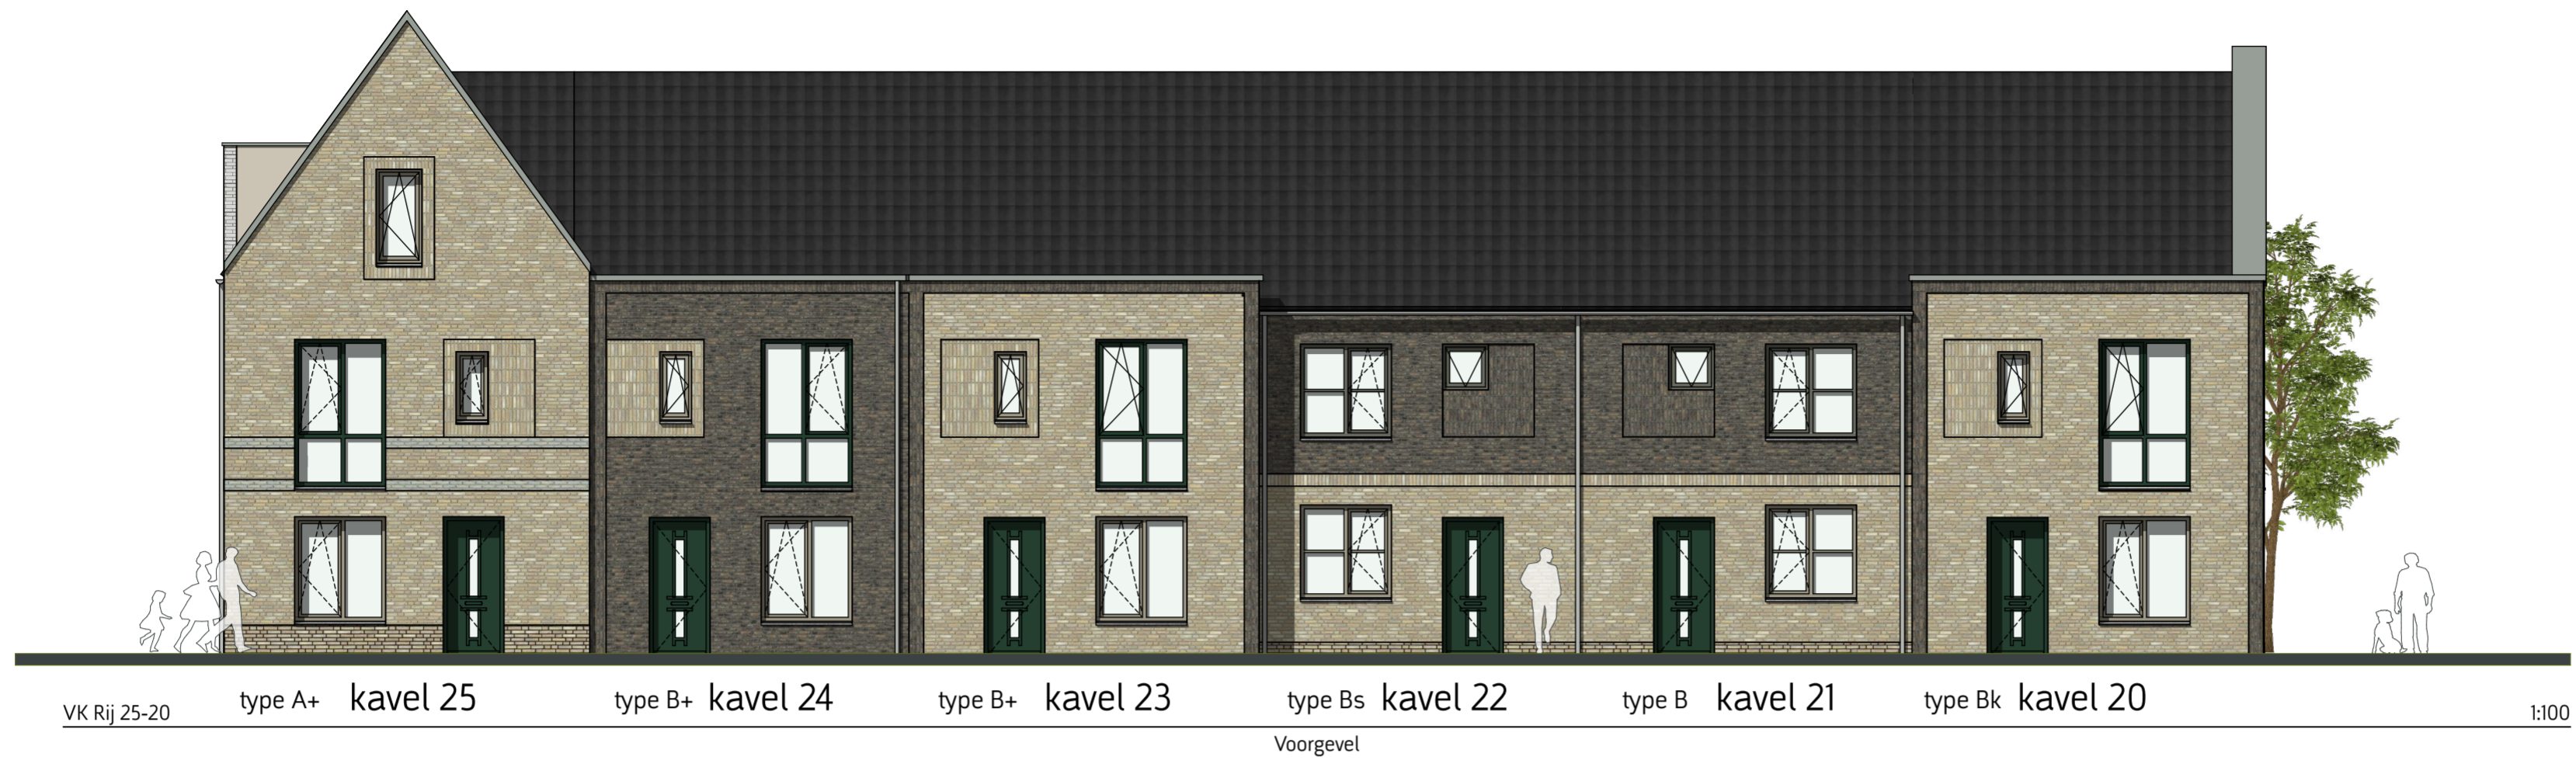 type A+ kavel 25 type B+ kavel 24 type B+ kavel 23 type Bs kavel 22 type B kavel 21 type Bk kavel 20
VK Rij 25-20 1:100
Voorgevel